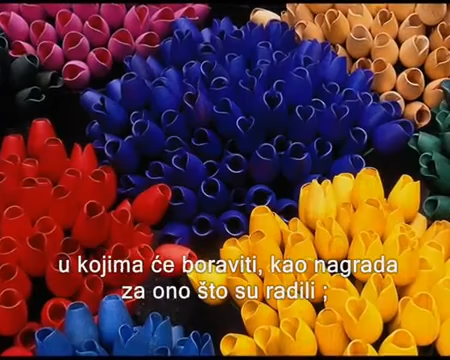 u kojima će boraviti, kao nagrada
za ono što su radili ;